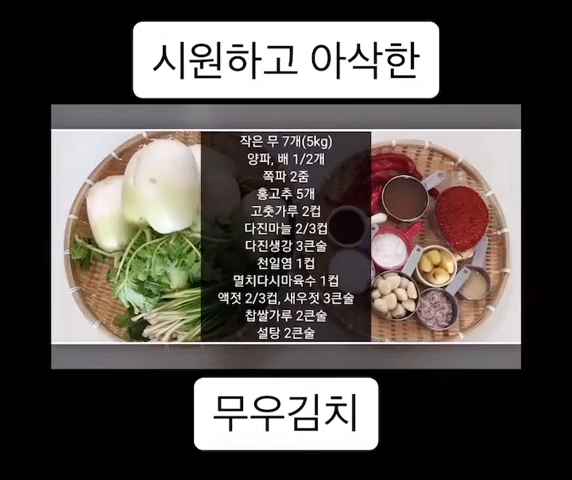 시원하고 아삭한
작은 무 7개(5kg)
양파, 배 1/2개
쪽파 2줌
홍고추 5개
고춧가루 2컵
다진마늘 2/3컵
다진생강 3큰술
천일염 1컵
멸치다시마육수 1컵
액젓 2/3컵, 새우젓 3큰술
찹쌀가루 2큰술
설탕 2큰술
무우김치